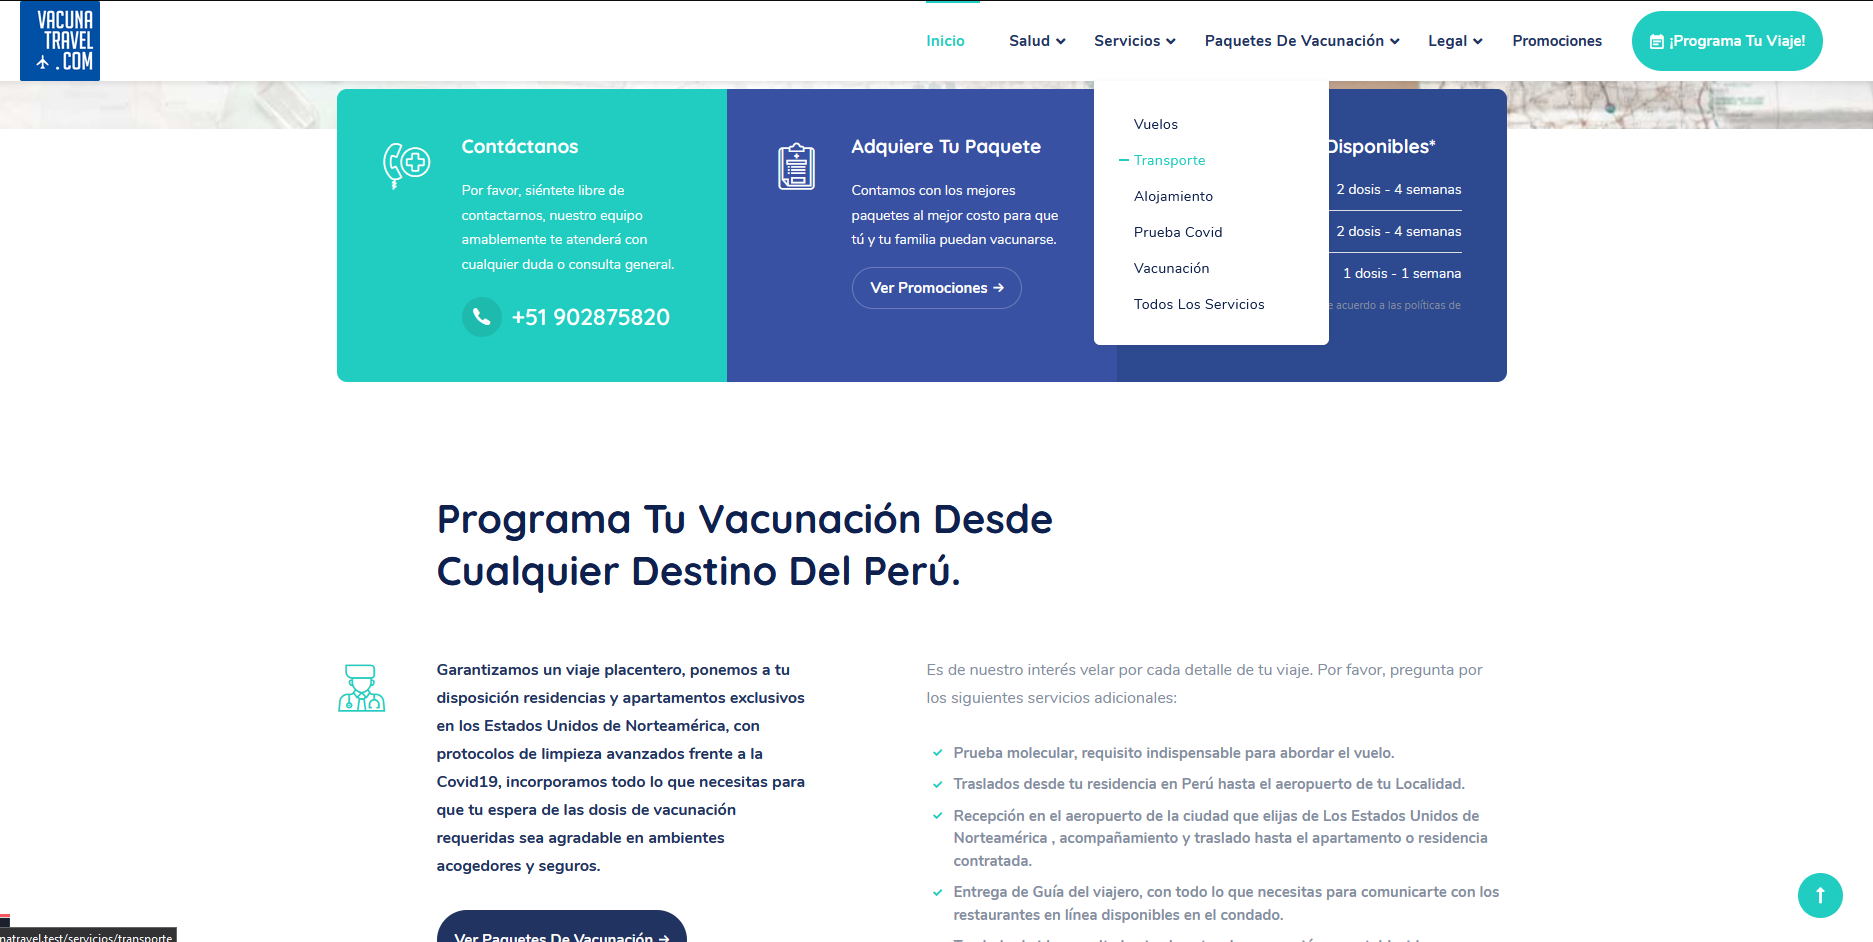 VACUNA
TRAVEL
.COM
Inicio
Salud
Servicios
Paquetes De Vacunación
Legal
Promociones
¡Programa Tu Viaje!
Contáctanos
Por favor, siéntete libre de
contactarnos, nuestro equipo
amablemente te atenderá con
cualquier duda o consulta general.
+51 902875820
Adquiere Tu Paquete
Contamos con los mejores
paquetes al mejor costo para que
tú y tu familia puedan vacunarse.
Ver Promociones
Vuelos
Transporte
Alojamiento
Prueba Covid
Vacunación
Todos Los Servicios
Disponibles*
2 dosis - 4 semanas
2 dosis - 4 semanas
1 dosis - 1 semana
e acuerdo a las políticas de
Programa Tu Vacunación Desde
Cualquier Destino Del Perú.
Garantizamos un viaje placentero, ponemos a tu
disposición residencias y apartamentos exclusivos
en los Estados Unidos de Norteamérica, con
protocolos de limpieza avanzados frente a la
Covid19, incorporamos todo lo que necesitas para
que tu espera de las dosis de vacunación
requeridas sea agradable en ambientes
acogedores y seguros.
Ver Paquetes De Vacunación
Es de nuestro interés velar por cada detalle de tu viaje. Por favor, pregunta por
los siguientes servicios adicionales:
Prueba molecular, requisito indispensable para abordar el vuelo.
Traslados desde tu residencia en Perú hasta el aeropuerto de tu Localidad.
Recepción en el aeropuerto de la ciudad que elijas de Los Estados Unidos de
Norteamérica , acompañamiento y traslado hasta el apartamento o residencia
contratada.
Entrega de Guía del viajero, con todo lo que necesitas para comunicarte con los
restaurantes en línea disponibles en el condado.
natravel.test/servicios/transporte